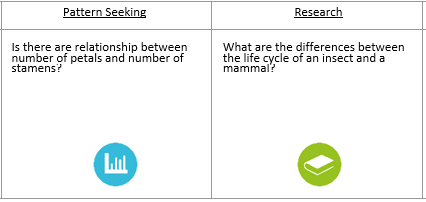 Pattern Seeking
Is there are relationship between
number of petals and number of
stamens?
Research
What are the differences between
the life cycle of an insect and a
mammal?